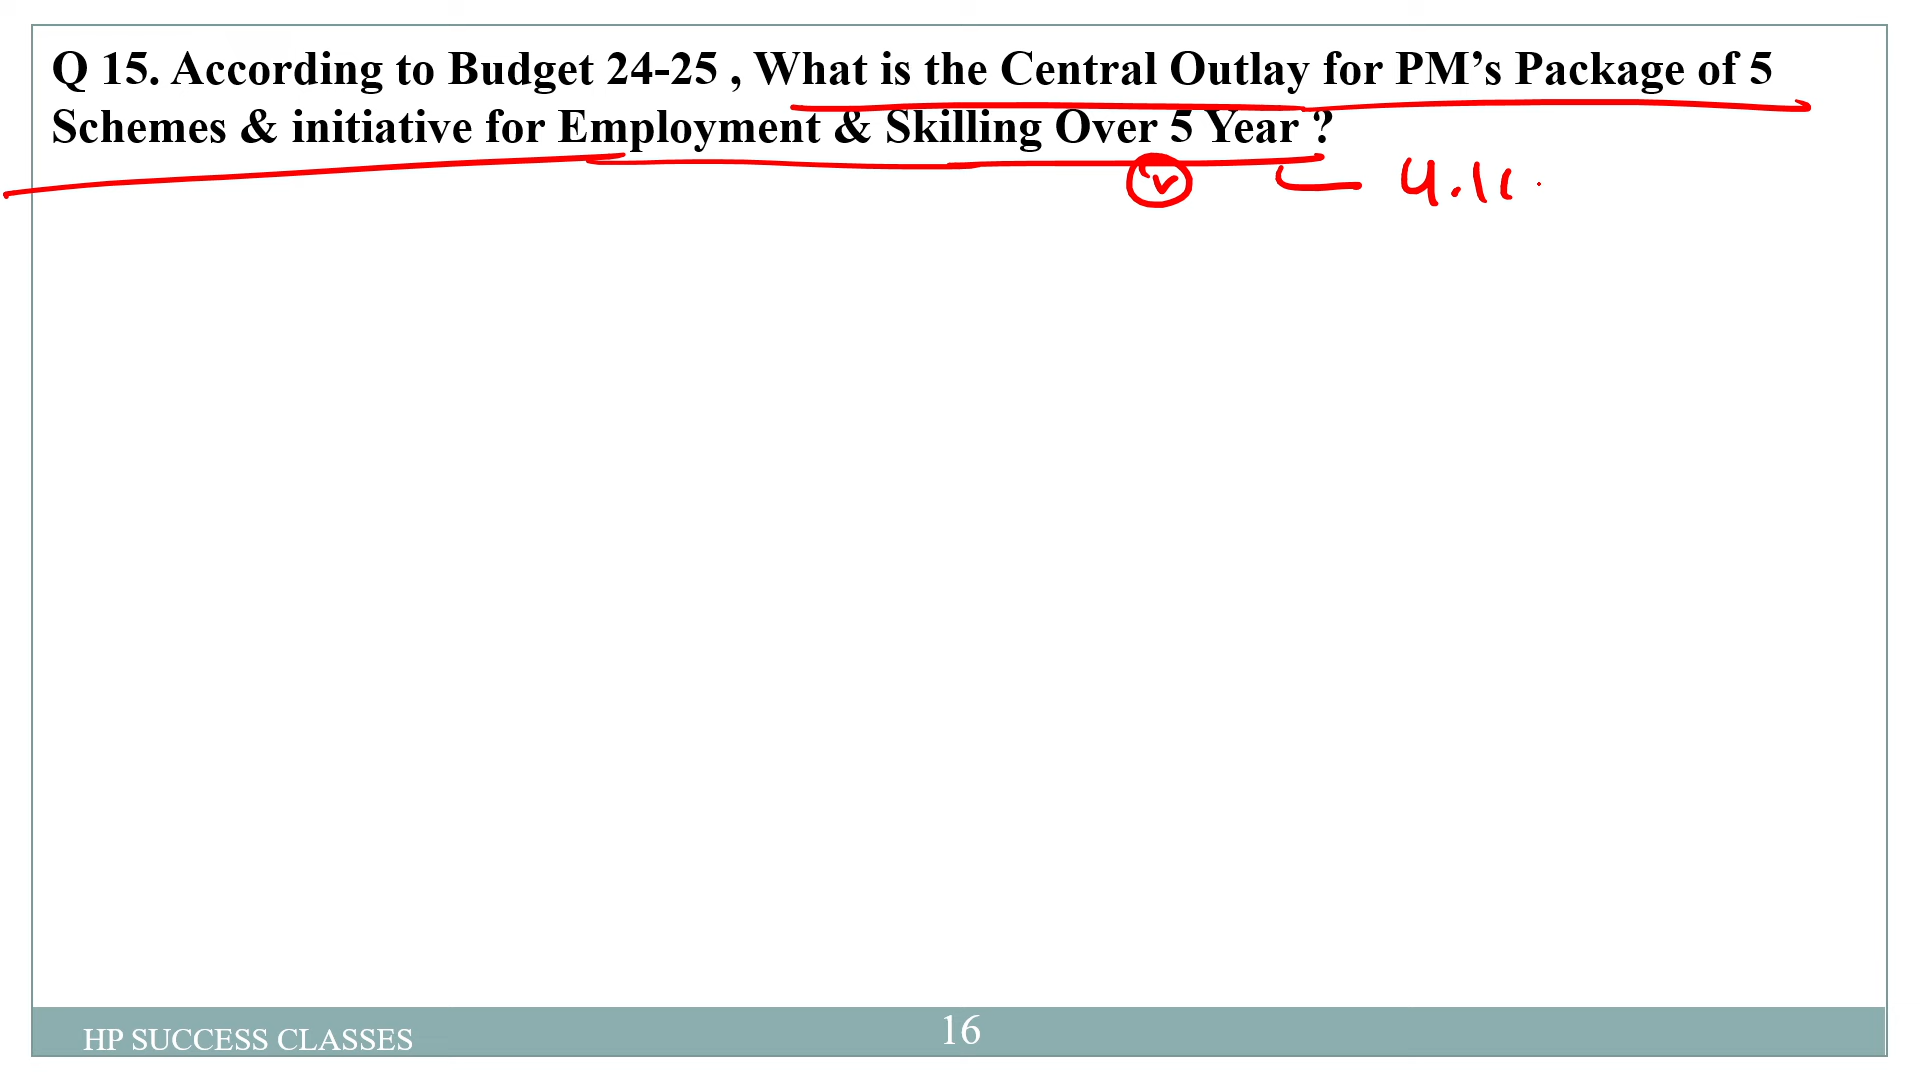 Q 15. According to Budget 24-25 , What is the Central Outlay for PM’s Package of 5
Schemes & initiative for Employment & Skilling Over 5 Year ?
4.1
HP SUCCESS CLASSES
16